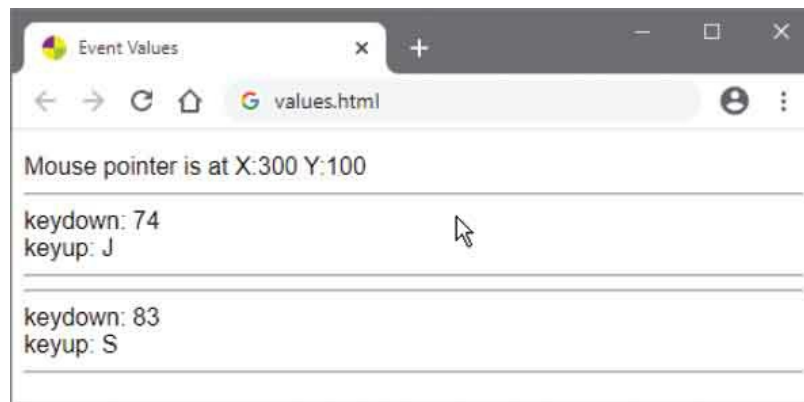 Event Values
values.html
Mouse pointer is at X:300 Y:100
keydown: 74
keyup: J
keydown: 83
keyup: S